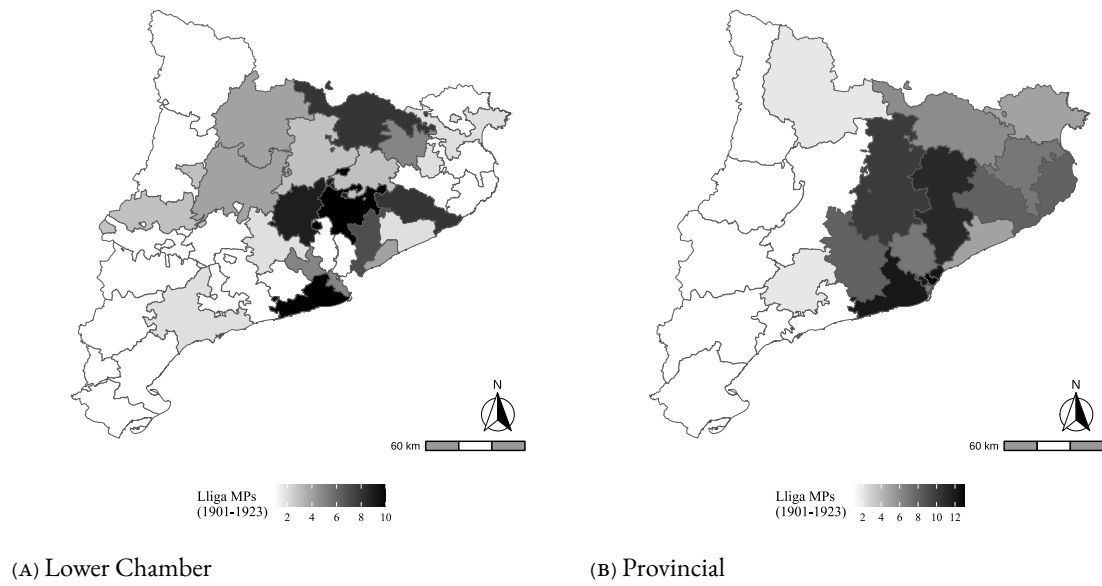 N
60 km
Lliga MPs
(1901-1923)
2 4 6 8 10
(A) Lower Chamber
N
60 km
Lliga MPs
(1901-1923)
2 4 6 8 10 12
(B) Provincial